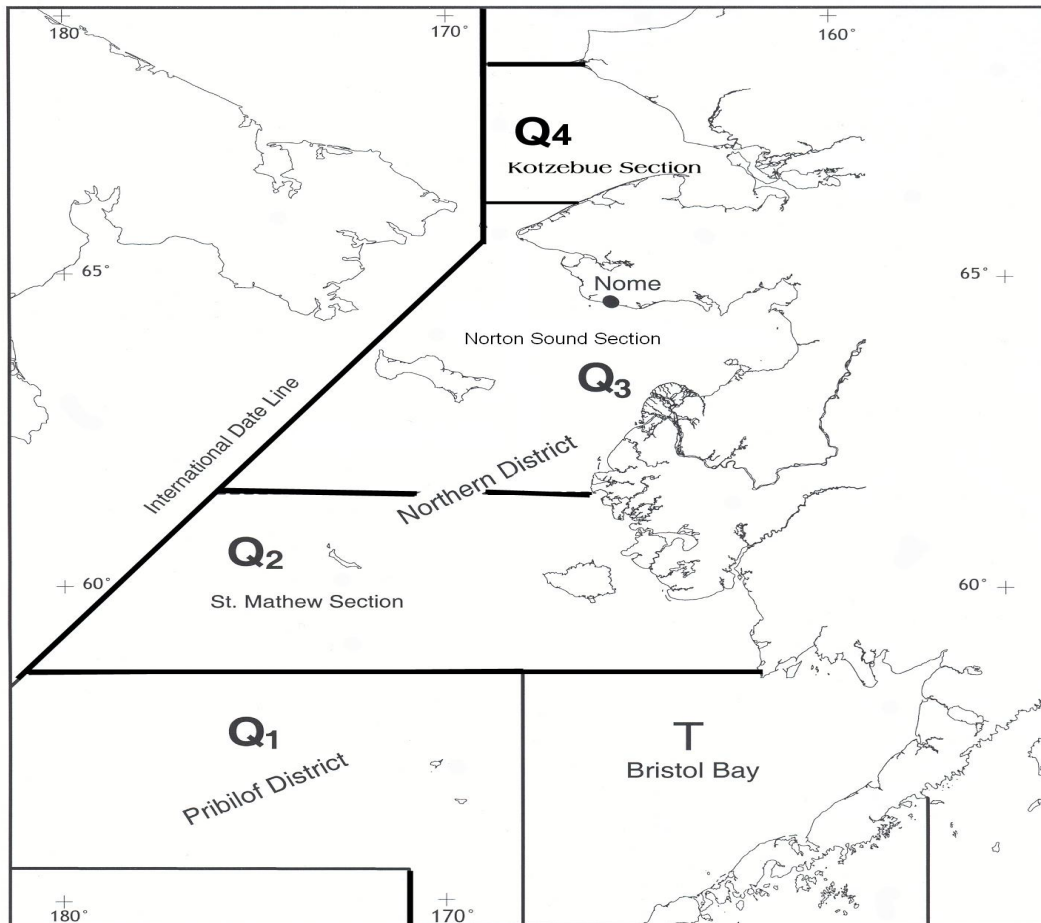 180°
170°
160°
Q4
Kotzebue Section
65°
65°
Nome
Norton Sound Section
Q3
International Date Line
Northern District
Q2
60°
60°
St. Mathew Section
Q1
T
Pribilof District
Bristol Bay
180°
170°